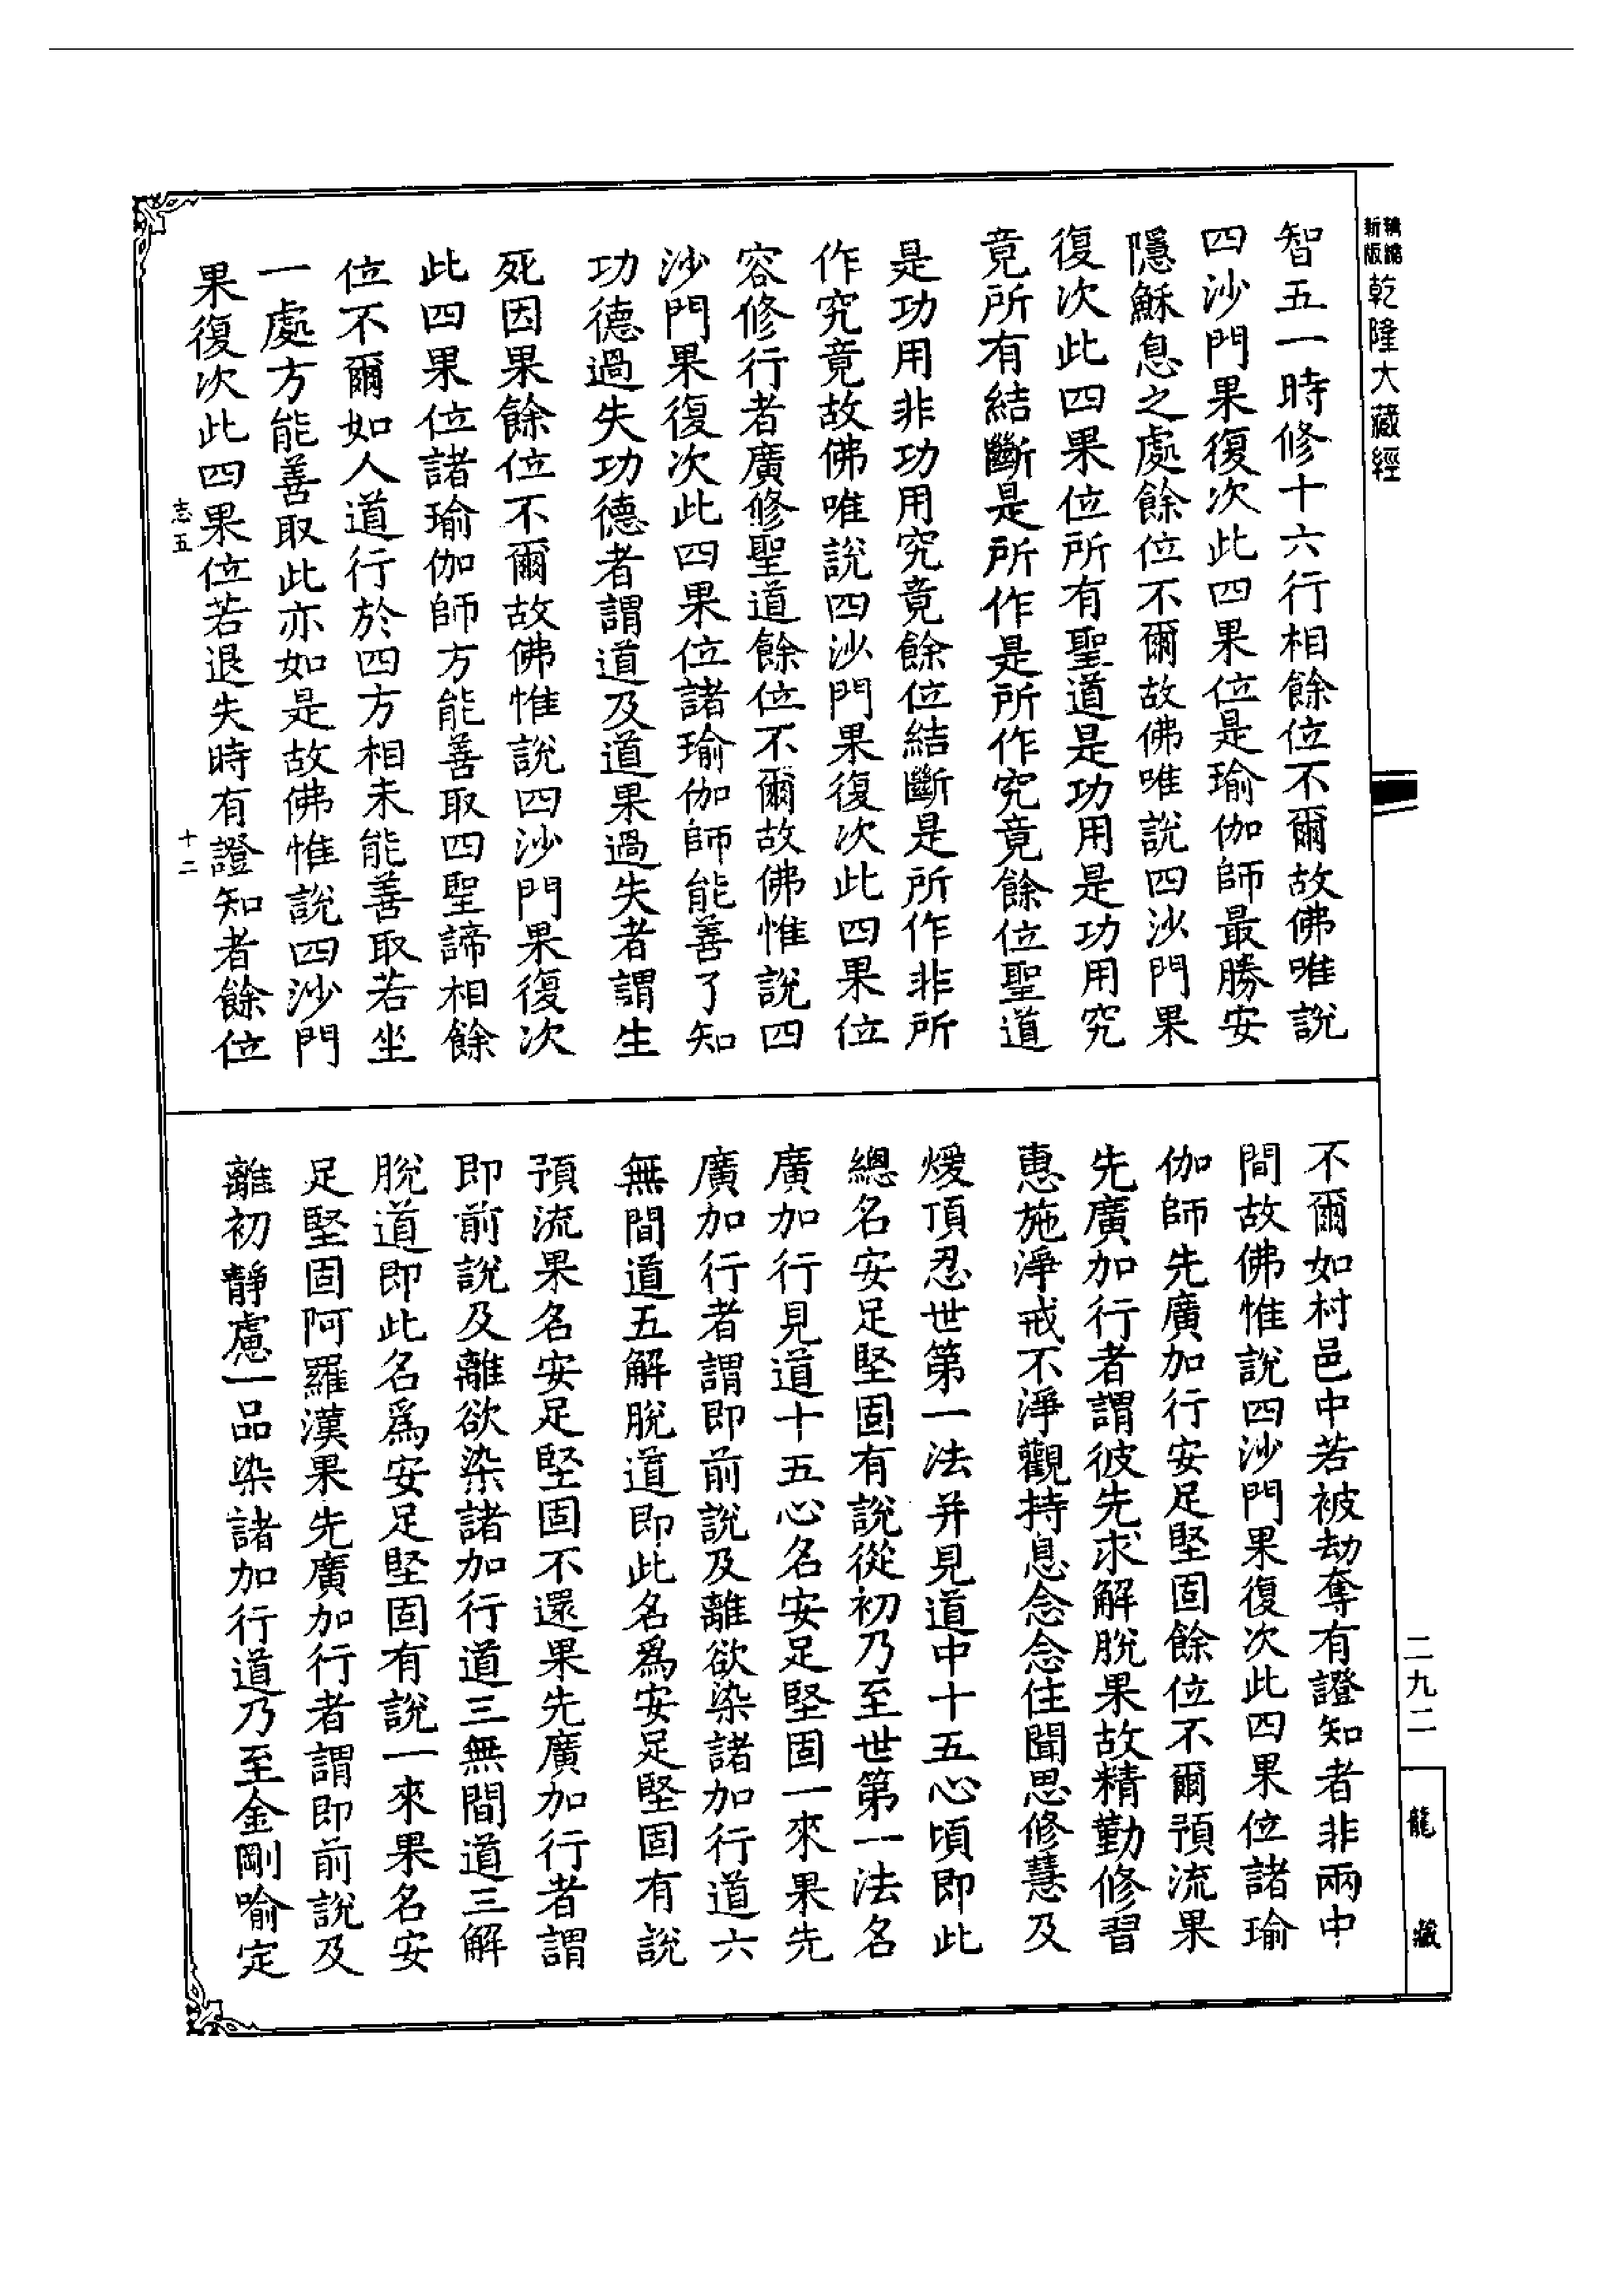 新編縮版
乾隆大藏經
智五一時修十六行相餘位不爾故佛唯說
四沙門果復次此四果位是瑜伽師最勝安
隱穌息之處餘位不爾故佛唯說四沙門果
復次此四果位所有聖道是功用是功用究
竟所有結斷是所作是所作究竟餘位聖道
是功用非功用究竟餘位結斷是所作非所
作究竟故佛唯說四沙門果復次此四果位
容修行者廣修聖道餘位不爾故佛惟說四
沙門果復次此四果位諸瑜伽師能善了知
功德過失功德者謂道及道果過失者謂生
死因果餘位不爾故佛惟說四沙門果復次
此四果位諸瑜伽師方能善取四聖諦相餘
位不爾如人道行於四方相未能善取若坐
一處方能善取此亦如是故佛惟說四沙門
果復次此四果位若退失時有證知者餘位
志五
十二
不爾如村邑中若被劫奪有證知者非兩中
間故佛惟說四沙門果復次此四果位諸瑜
伽師先廣加行安足堅固餘位不爾預流果
先廣加行者謂彼先求解脫果故精勤修習
惠施淨戒不淨觀持息念念住聞思修慧及
煖頂忍世第一法并見道中十五心頃即此
總名安足堅固有說從初乃至世第一法名
廣加行見道十五心名安足堅固一來果先
廣加行者謂即前說及離欲染諸加行道六
無間道五解脫道即此名為安足堅固有說
預流果名安足堅固不還果先廣加行者謂
即前說及離欲染諸加行道三無間道三解
脫道即此名爲安足堅固有說一來果名安
足堅固阿羅漢果先廣加行者謂即前說及
離初靜慮一品染諸加行道乃至金剛喻定
二九二
龍藏